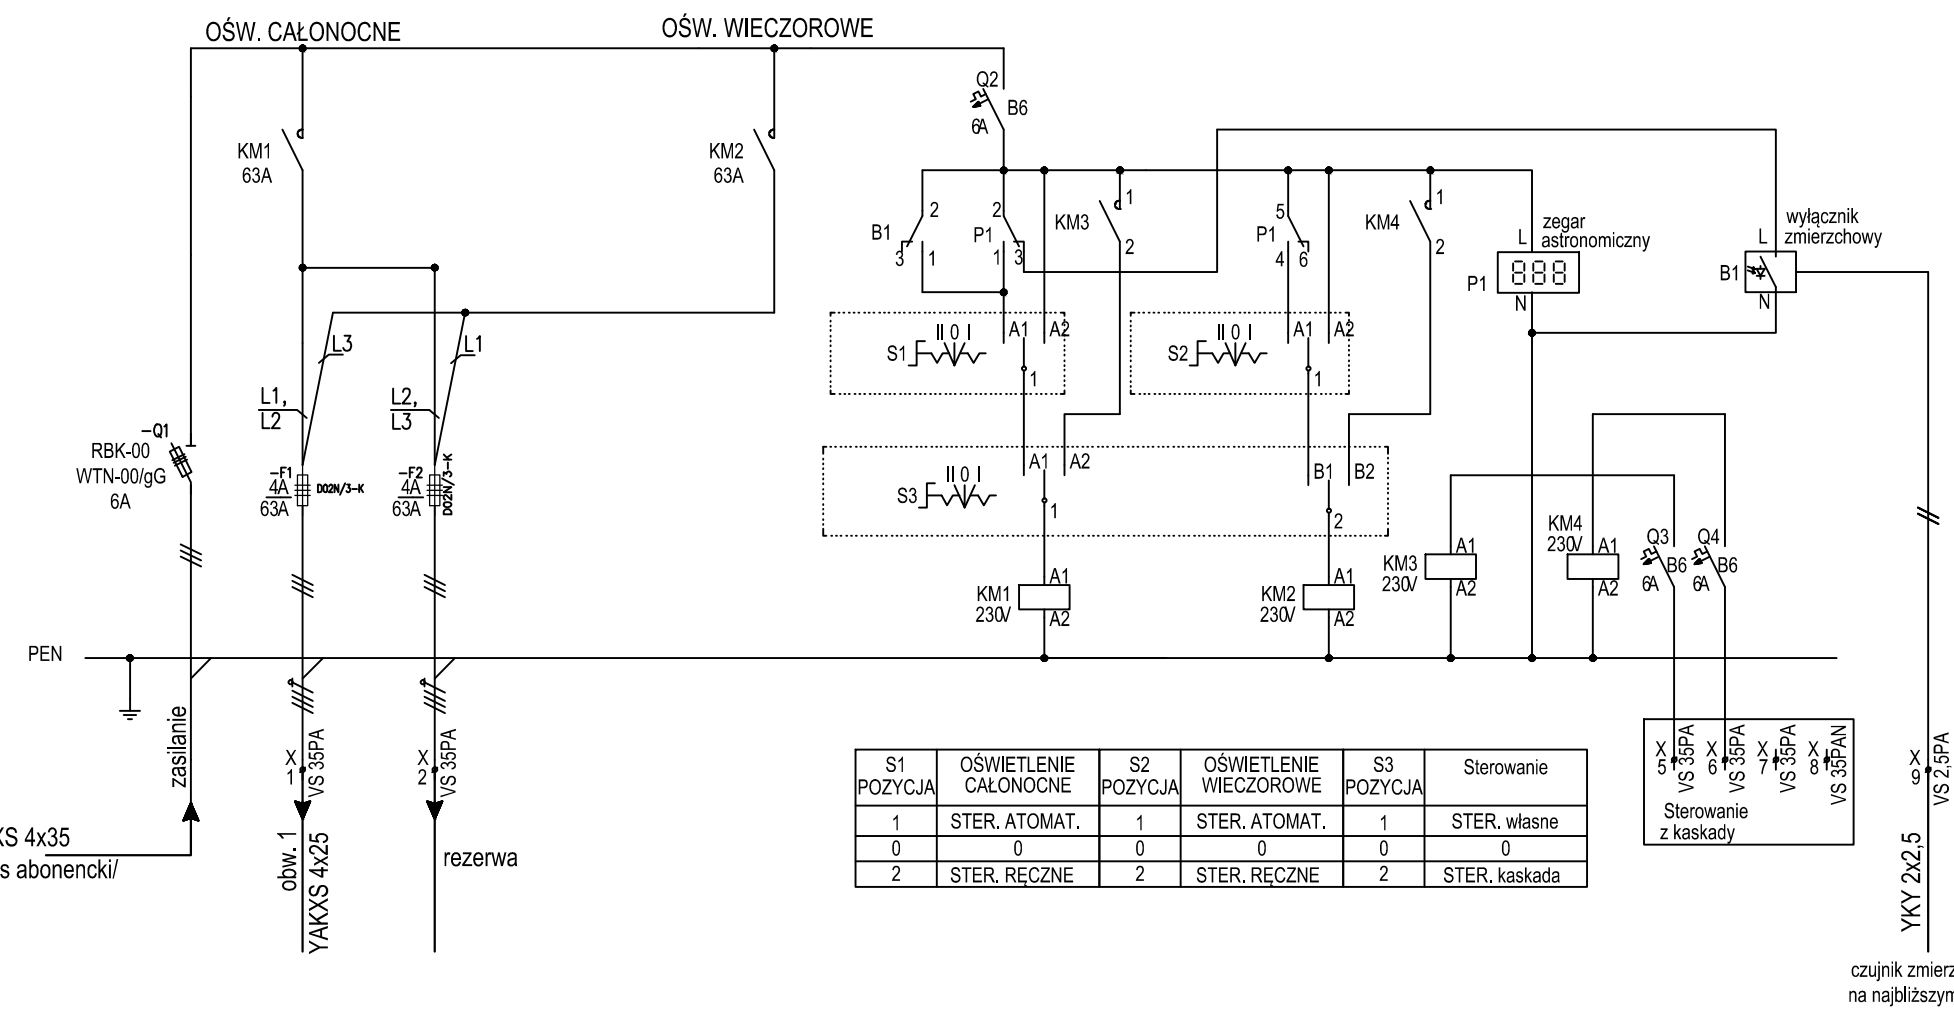 OŚW. CAŁONOCNE
OŚW. WIECZOROWE
KM1
63A
KM2
63A
Q2
B6
6A
B1
2
3
1
2
P1
1
3
KM3
1
2
5
P1
4
6
KM4
1
2
zegar
astronomiczny
L
P1
N
wyłącznik
zmierzchowy
L
B1
N
L3
L1
L1,
L2
L2,
L3
S1
II 0 I
A1
A2
1
S2
II 0 I
A1
A2
1
S3
II 0 I
A1
A2
1
B1
B2
2
-Q1
RBK-00
WTN-00/gG
6A
-F1
4A
63A
D02N/3-K
-F2
4A
63A
D02N/3-K
KM1
230V
A1
A2
KM2
230V
A1
A2
KM3
230V
A1
A2
KM4
230V
A1
A2
Q3
B6
6A
Q4
B6
6A
PEN
zasilanie
X
1
VS 35PA
X
2
VS 35PA
X
5
VS 35PA
X
6
VS 35PA
X
7
VS 35PA
X
8
VS 35PAN
Sterowanie
z kaskady
X
9
VS 2,5PA
S1 POZYCJA OŚWIETLENIE CAŁONOCNE S2 POZYCJA OŚWIETLENIE WIECZOROWE S3 POZYCJA Sterowanie
1 STER. ATOMAT. 1 STER. ATOMAT. 1 STER. własne
0 0 0 0 0 0
2 STER. RĘCZNE 2 STER. RĘCZNE 2 STER. kaskada
KS 4x35
s abonencki/
obw. 1
YAKXS 4x25
rezerwa
YKY 2x2,5
czujnik zmierz
na najbliższym